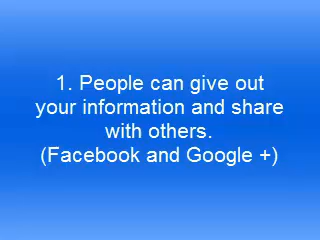 1. People can give out
your information and share
with others.
(Facebook and Google +)